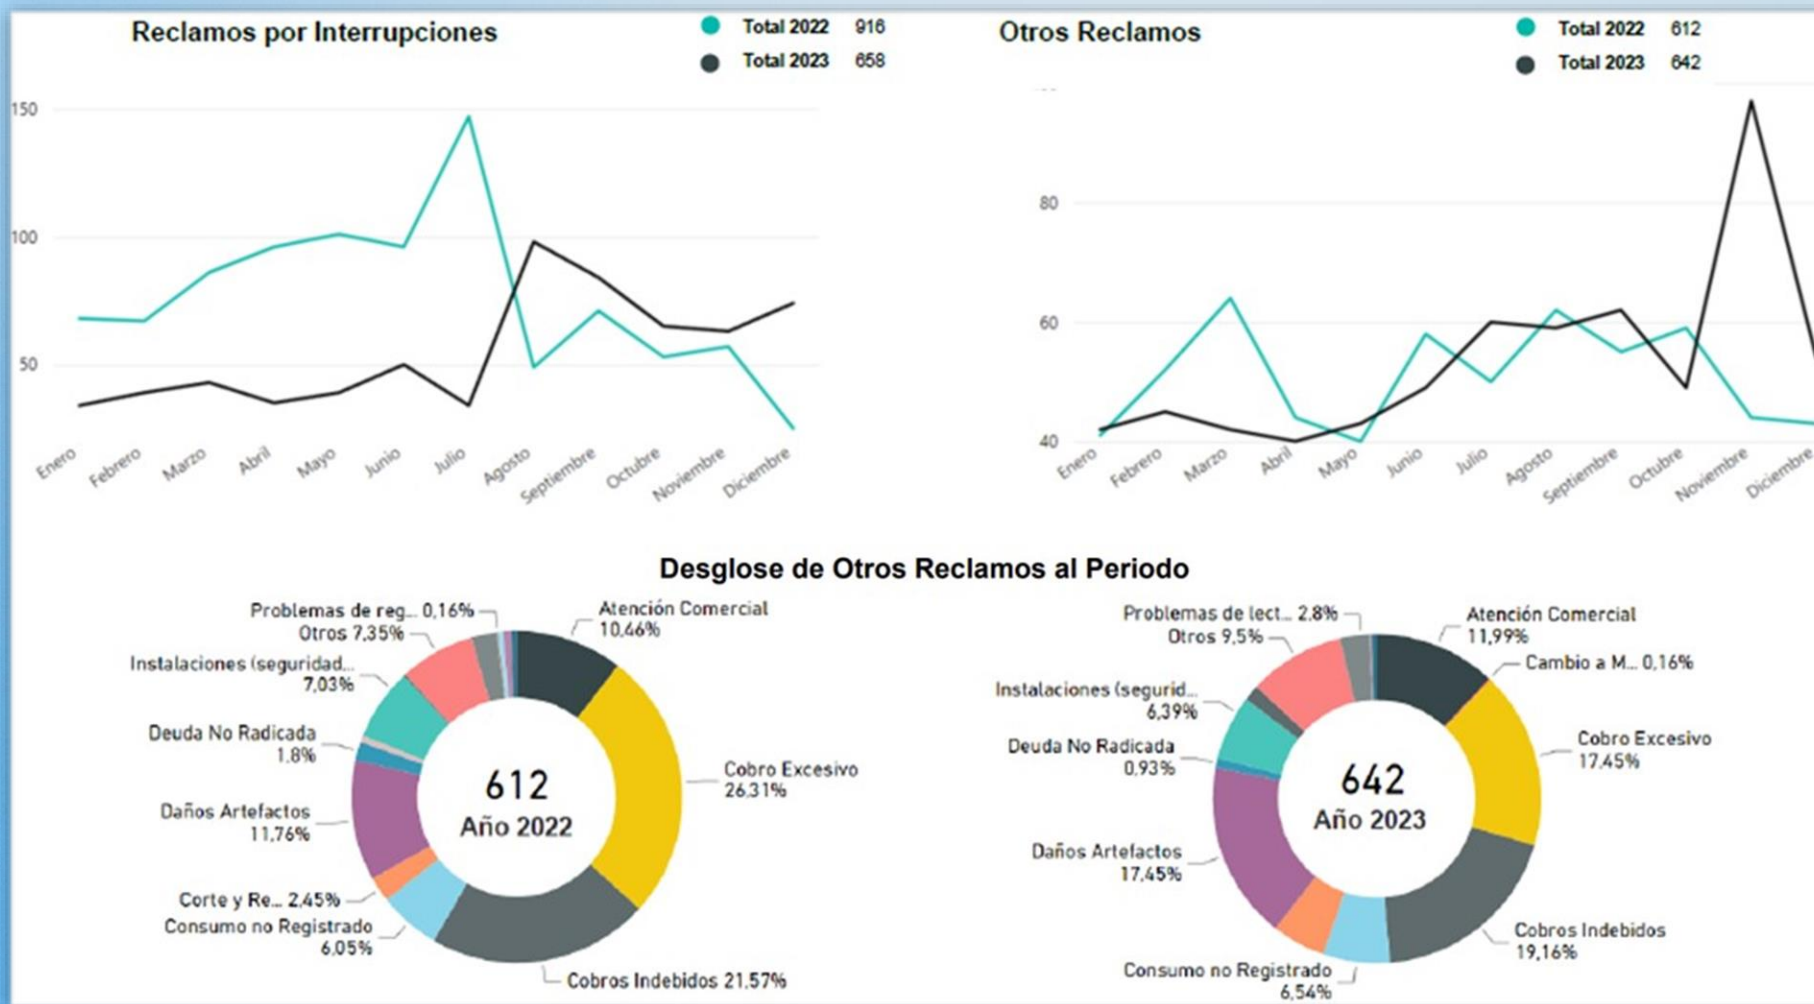 Reclamos por Interrupciones
Total 2022 916
Total 2023 658
150
100
50
Enero
Febrero
Marzo
Abril
Mayo
Junio
Julio
Agosto
Septiembre
Octubre
Noviembre
Diciembre
Otros Reclamos
Total 2022 612
Total 2023 642
80
60
40
Enero
Febrero
Marzo
Abril
Mayo
Junio
Julio
Agosto
Septiembre
Octubre
Noviembre
Diciembre
Desglose de Otros Reclamos al Periodo
Problemas de reg... 0,16%
Otros 7,35%
Instalaciones (seguridad...
7,03%
Deuda No Radicada
1.8%
Daños Artefactos
11,76%
Corte y Re... 2,45%
Consumo no Registrado
6,05%
Cobros Indebidos 21,57%
Cobro Excesivo
26,31%
Atención Comercial
10,46%
612
Año 2022
Problemas de lect... 2.8%
Otros 9,5%
Instalaciones (segurid...
6,39%
Deuda No Radicada
0,93%
Daños Artefactos
17,45%
Consumo no Registrado
6,54%
Cobros Indebidos
19,16%
Cobro Excesivo
17,45%
Cambio a M... 0,16%
Atención Comercial
11,99%
642
Año 2023